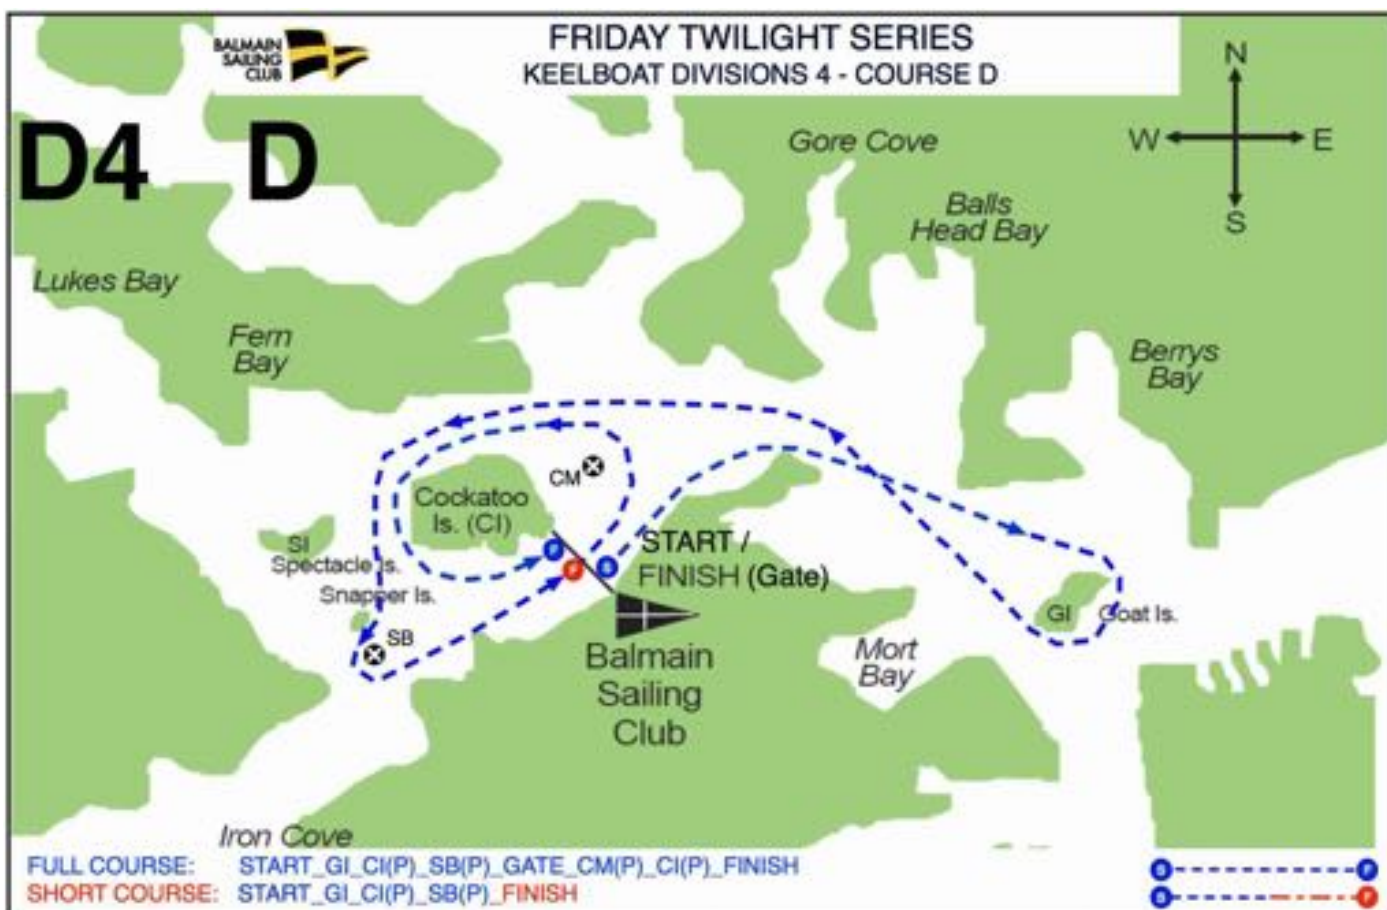 BALMAIN
SAILING
CLUB
FRIDAY TWILIGHT SERIES
KEELBOAT DIVISIONS 4 - COURSE D
D4 D
N
W E
S
Gore Cove
Balls
Head Bay
Lukes Bay
Fern
Bay
Berrys
Bay
CM
Cockatoo
Is. (CI)
SI
Spectacle Is.
Snapper Is.
SB
F
F
S
START /
FINISH (Gate)
GI
Goat Is.
Mort
Bay
Balmain
Sailing
Club
Iron Cove
FULL COURSE: START_GI_CI(P)_SB(P)_GATE_CM(P)_CI(P)_FINISH
SHORT COURSE: START_GI_CI(P)_SB(P)_FINISH
S F
S F